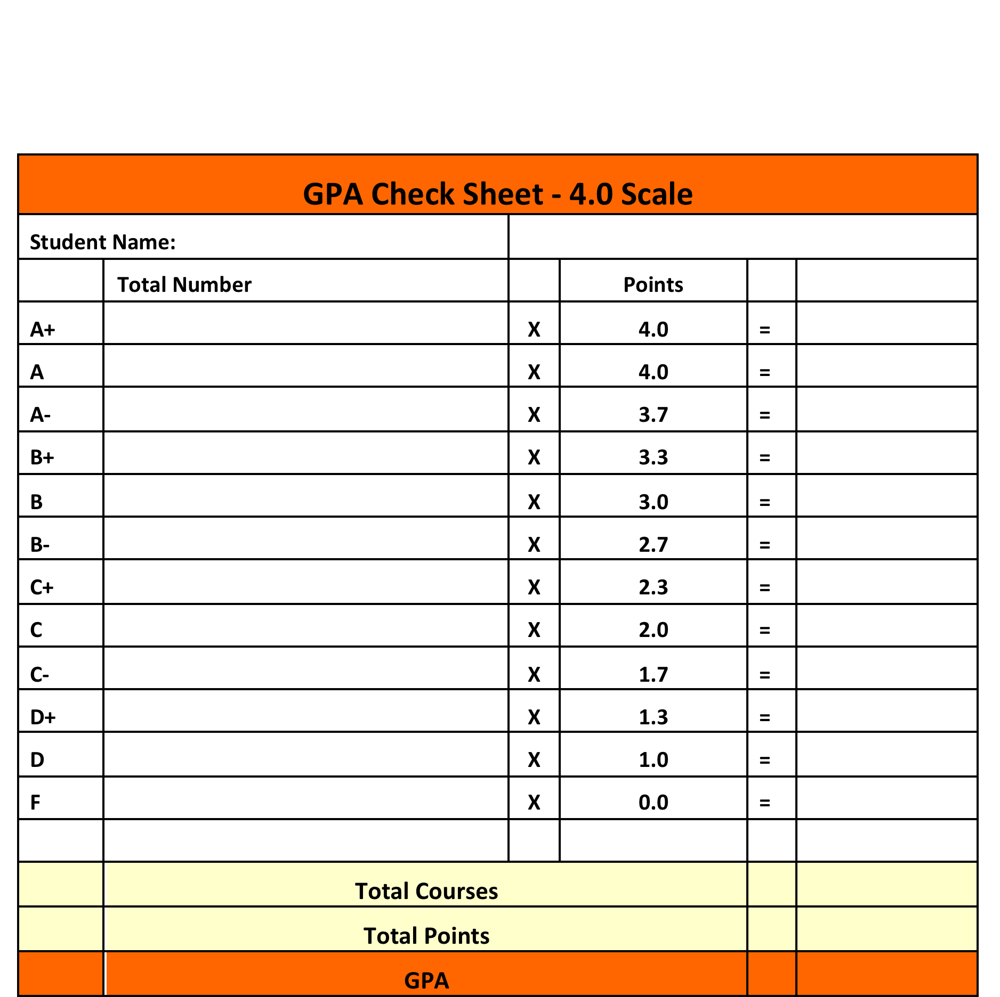 GPA Check Sheet - 4.0 Scale
Student Name:
Total Number Points
A+ X 4.0 =
A X 4.0 =
A- X 3.7 =
B+ X 3.3 =
B X 3.0 =
B- X 2.7 =
C+ X 2.3 =
C X 2.0 =
C- X 1.7 =
D+ X 1.3 =
D X 1.0 =
F X 0.0 =
Total Courses
Total Points
GPA